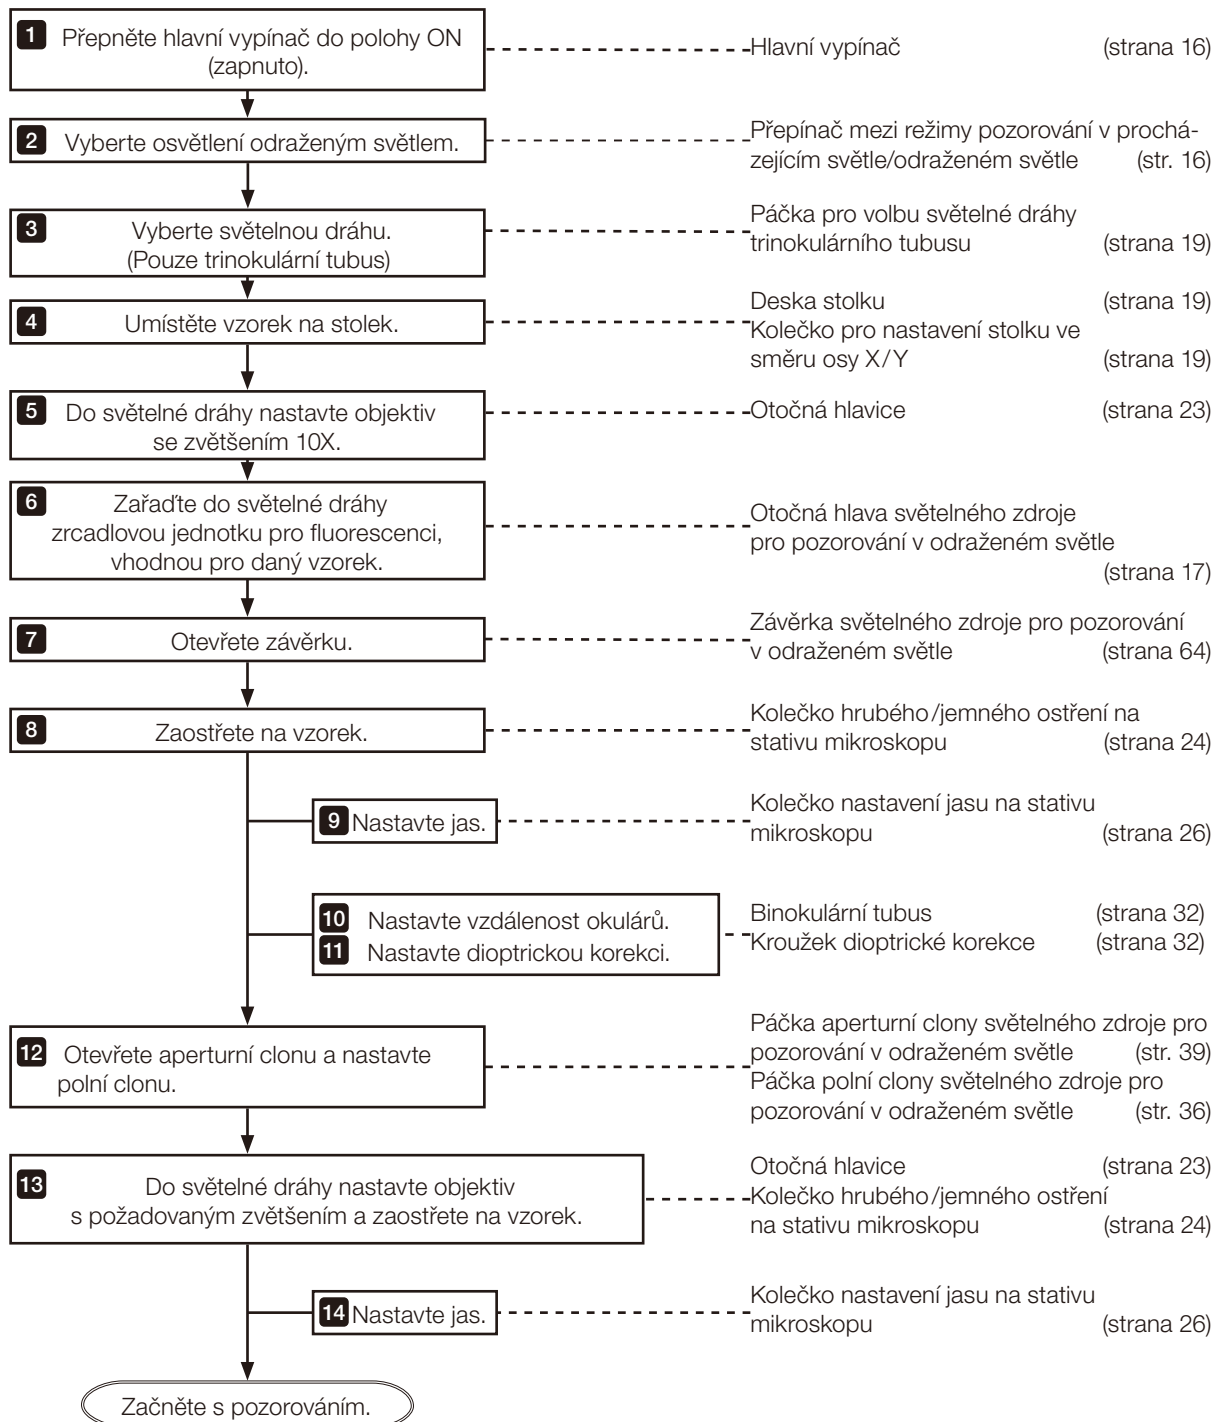 1 Přepněte hlavní vypínač do polohy ON
(zapnuto).
Hlavní vypínač (strana 16)
2 Vyberte osvětlení odraženým světlem.
Přepínač mezi režimy pozorování v prochá-
zejícím světle/odraženém světle (str. 16)
3 Vyberte světelnou dráhu.
(Pouze trinokulární tubus)
Páčka pro volbu světelné dráhy
trinokulárního tubusu (strana 19)
4 Umístěte vzorek na stolek.
Deska stolku (strana 19)
Kolečko pro nastavení stolku ve
směru osy X/Y (strana 19)
5 Do světelné dráhy nastavte objektiv
se zvětšením 10X.
Otočná hlavice (strana 23)
6 Zařaďte do světelné dráhy
zrcadlovou jednotku pro fluorescenci,
vhodnou pro daný vzorek.
Otočná hlava světelného zdroje
pro pozorování v odraženém světle
(strana 17)
7 Otevřete závěrku.
Závěrka světelného zdroje pro pozorování
v odraženém světle (strana 64)
8 Zaostřete na vzorek.
Kolečko hrubého/jemného ostření na
stativu mikroskopu (strana 24)
9 Nastavte jas.
Kolečko nastavení jasu na stativu
mikroskopu (strana 26)
10 Nastavte vzdálenost okulárů.
11 Nastavte dioptrickou korekci.
Binokulární tubus (strana 32)
Kroužek dioptrické korekce (strana 32)
12 Otevřete aperturní clonu a nastavte
polní clonu.
Páčka aperturní clony světelného zdroje pro
pozorování v odraženém světle (str. 39)
Páčka polní clony světelného zdroje pro
pozorování v odraženém světle (str. 36)
13 Do světelné dráhy nastavte objektiv
s požadovaným zvětšením a zaostřete na vzorek.
Otočná hlavice (strana 23)
Kolečko hrubého/jemného ostření
na stativu mikroskopu (strana 24)
14 Nastavte jas.
Kolečko nastavení jasu na stativu
mikroskopu (strana 26)
Začněte s pozorováním.